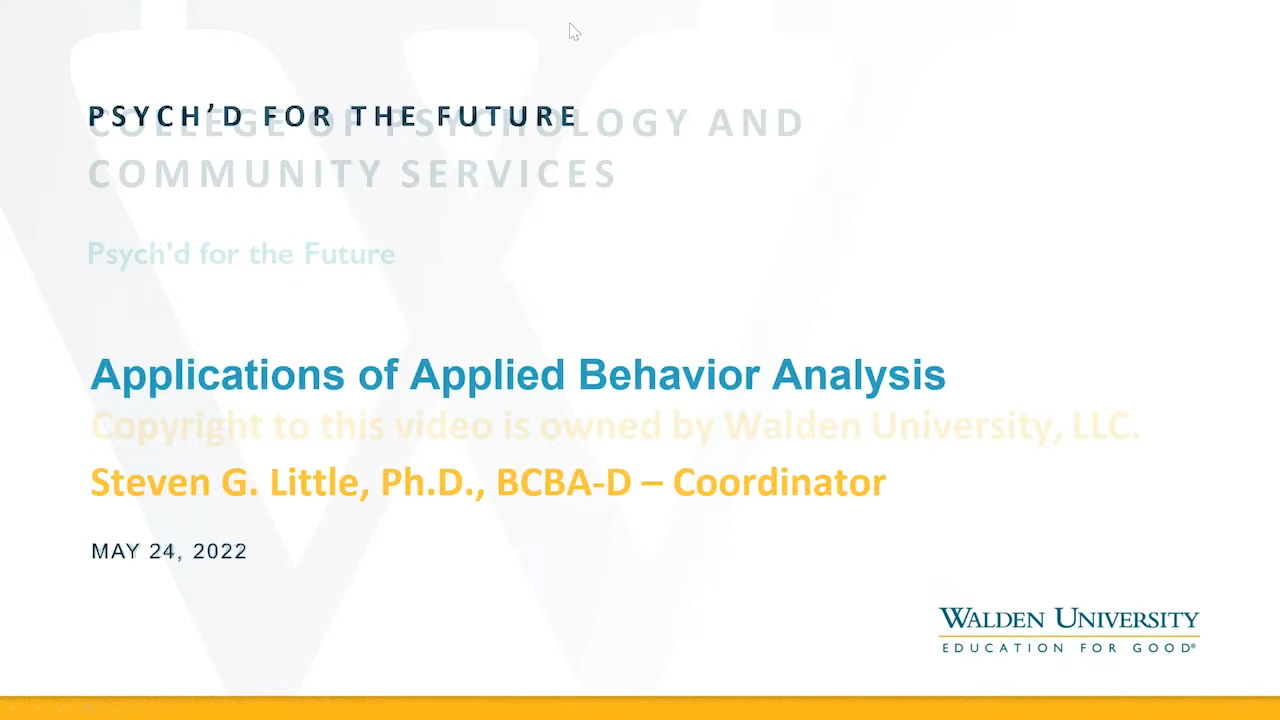 PSYCH’D FOR THE FUTURE
COLLEGE OF PSYCHOLOGY AND
COMMUNITY SERVICES
Psych’d for the Future
Applications of Applied Behavior Analysis
Copyright to this video is owned by Walden University, LLC.
Steven G. Little, Ph.D., BCBA-D – Coordinator
MAY 24, 2022
WALDEN UNIVERSITY
EDUCATION FOR GOOD®